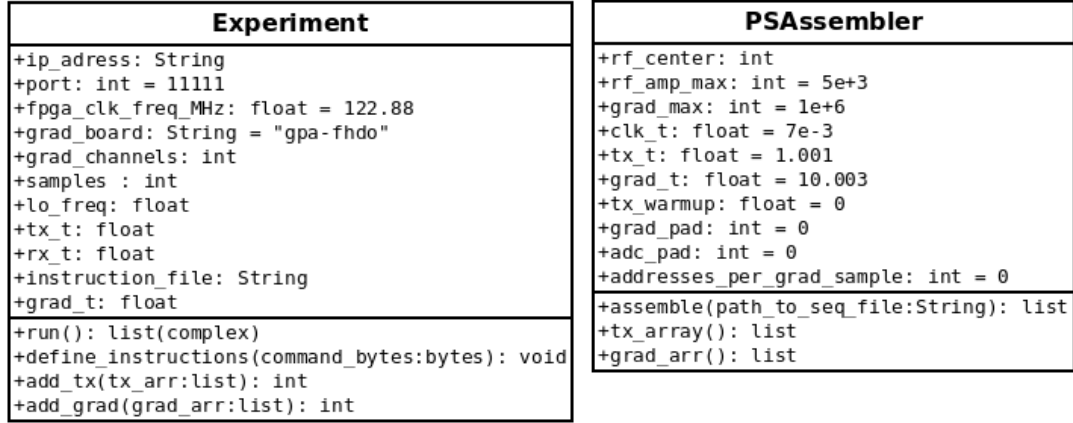 Experiment
+ip_adress: String
+port: int = 11111
+fpga_clk_freq_MHz: float = 122.88
+grad_board: String = "gpa-fhdo"
+grad_channels: int
+samples : int
+lo_freq: float
+tx_t: float
+rx_t: float
+instruction_file: String
+grad_t: float
+run(): list(complex)
+define_instructions(command_bytes:bytes): void
+add_tx(tx_arr:list): int
+add_grad(grad_arr:list): int
PSAssembler
+rf_center: int
+rf_amp_max: int = 5e+3
+grad_max: int = 1e+6
+clk_t: float = 7e-3
+tx_t: float = 1.001
+grad_t: float = 10.003
+tx_warmup: float = 0
+grad_pad: int = 0
+adc_pad: int = 0
+addresses_per_grad_sample: int = 0
+assemble(path_to_seq_file:String): list
+tx_array(): list
+grad_arr(): list